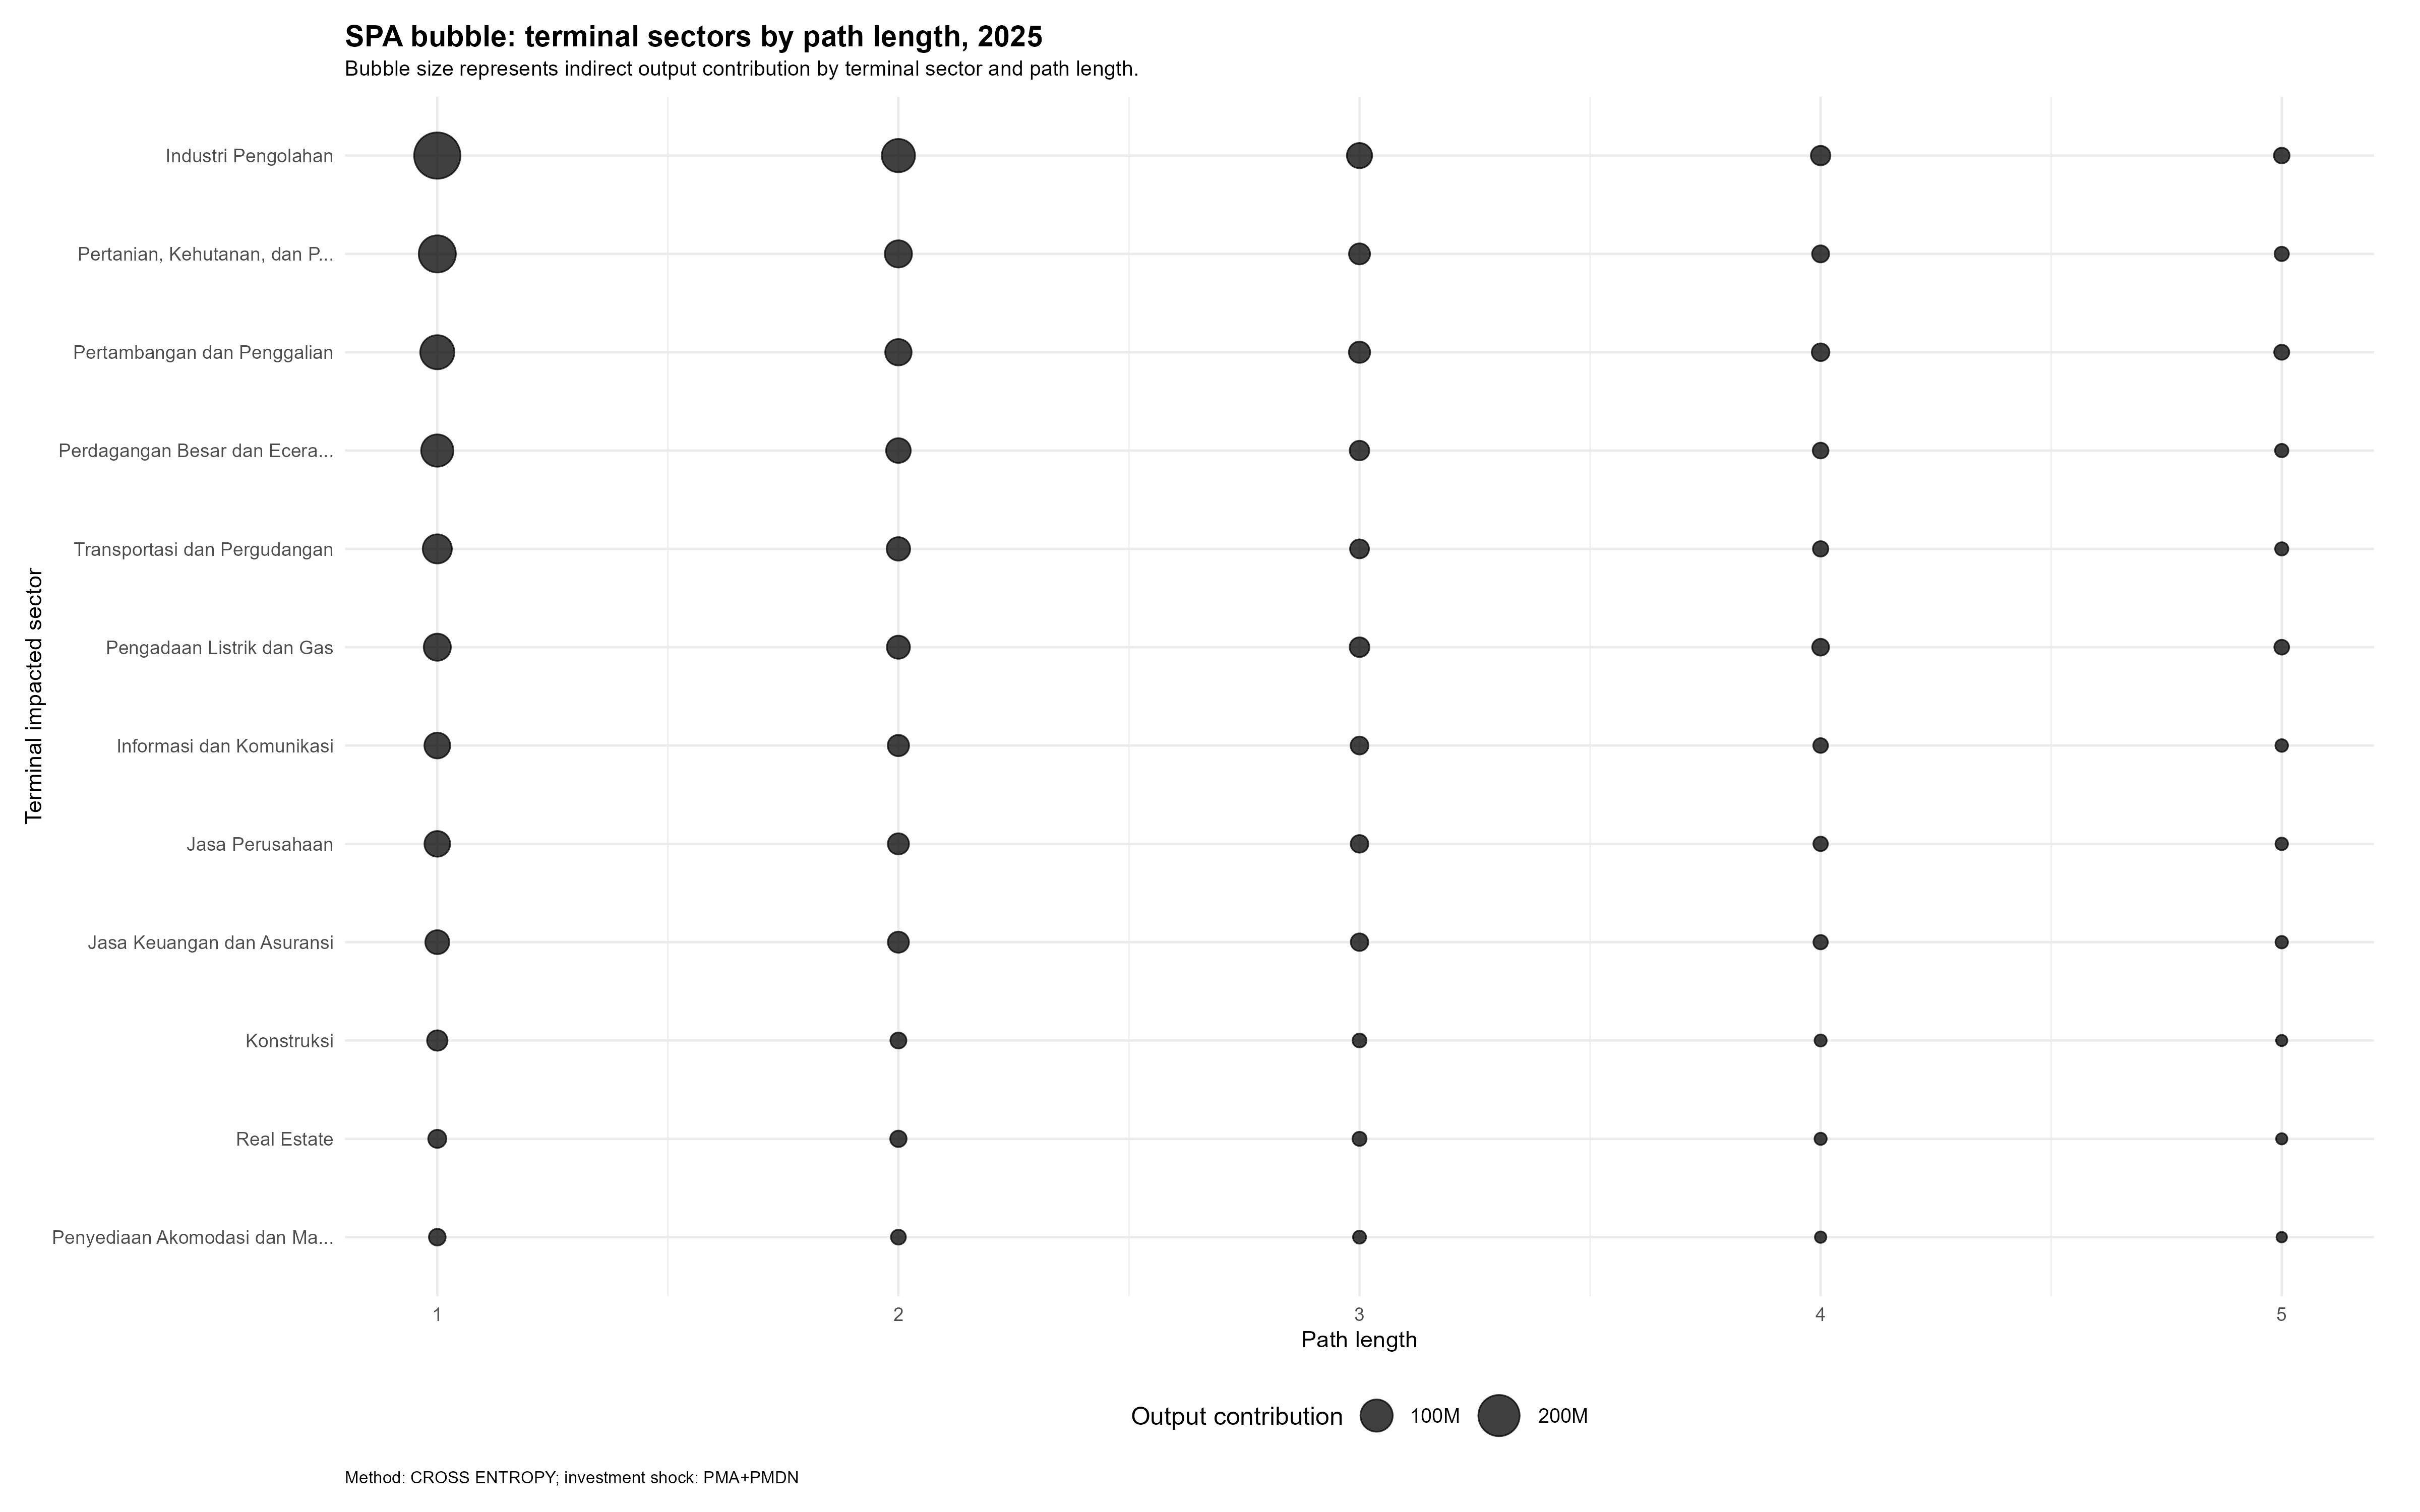 SPA bubble: terminal sectors by path length, 2025
Bubble size represents indirect output contribution by terminal sector and path length.
Terminal impacted sector
Industri Pengolahan
Pertanian, Kehutanan, dan P...
Pertambangan dan Penggalian
Perdagangan Besar dan Ecera...
Transportasi dan Pergudangan
Pengadaan Listrik dan Gas
Informasi dan Komunikasi
Jasa Perusahaan
Jasa Keuangan dan Asuransi
Konstruksi
Real Estate
Penyediaan Akomodasi dan Ma...
1 2 3 4 5
Path length
Output contribution 100M 200M
Method: CROSS ENTROPY; investment shock: PMA+PMDN